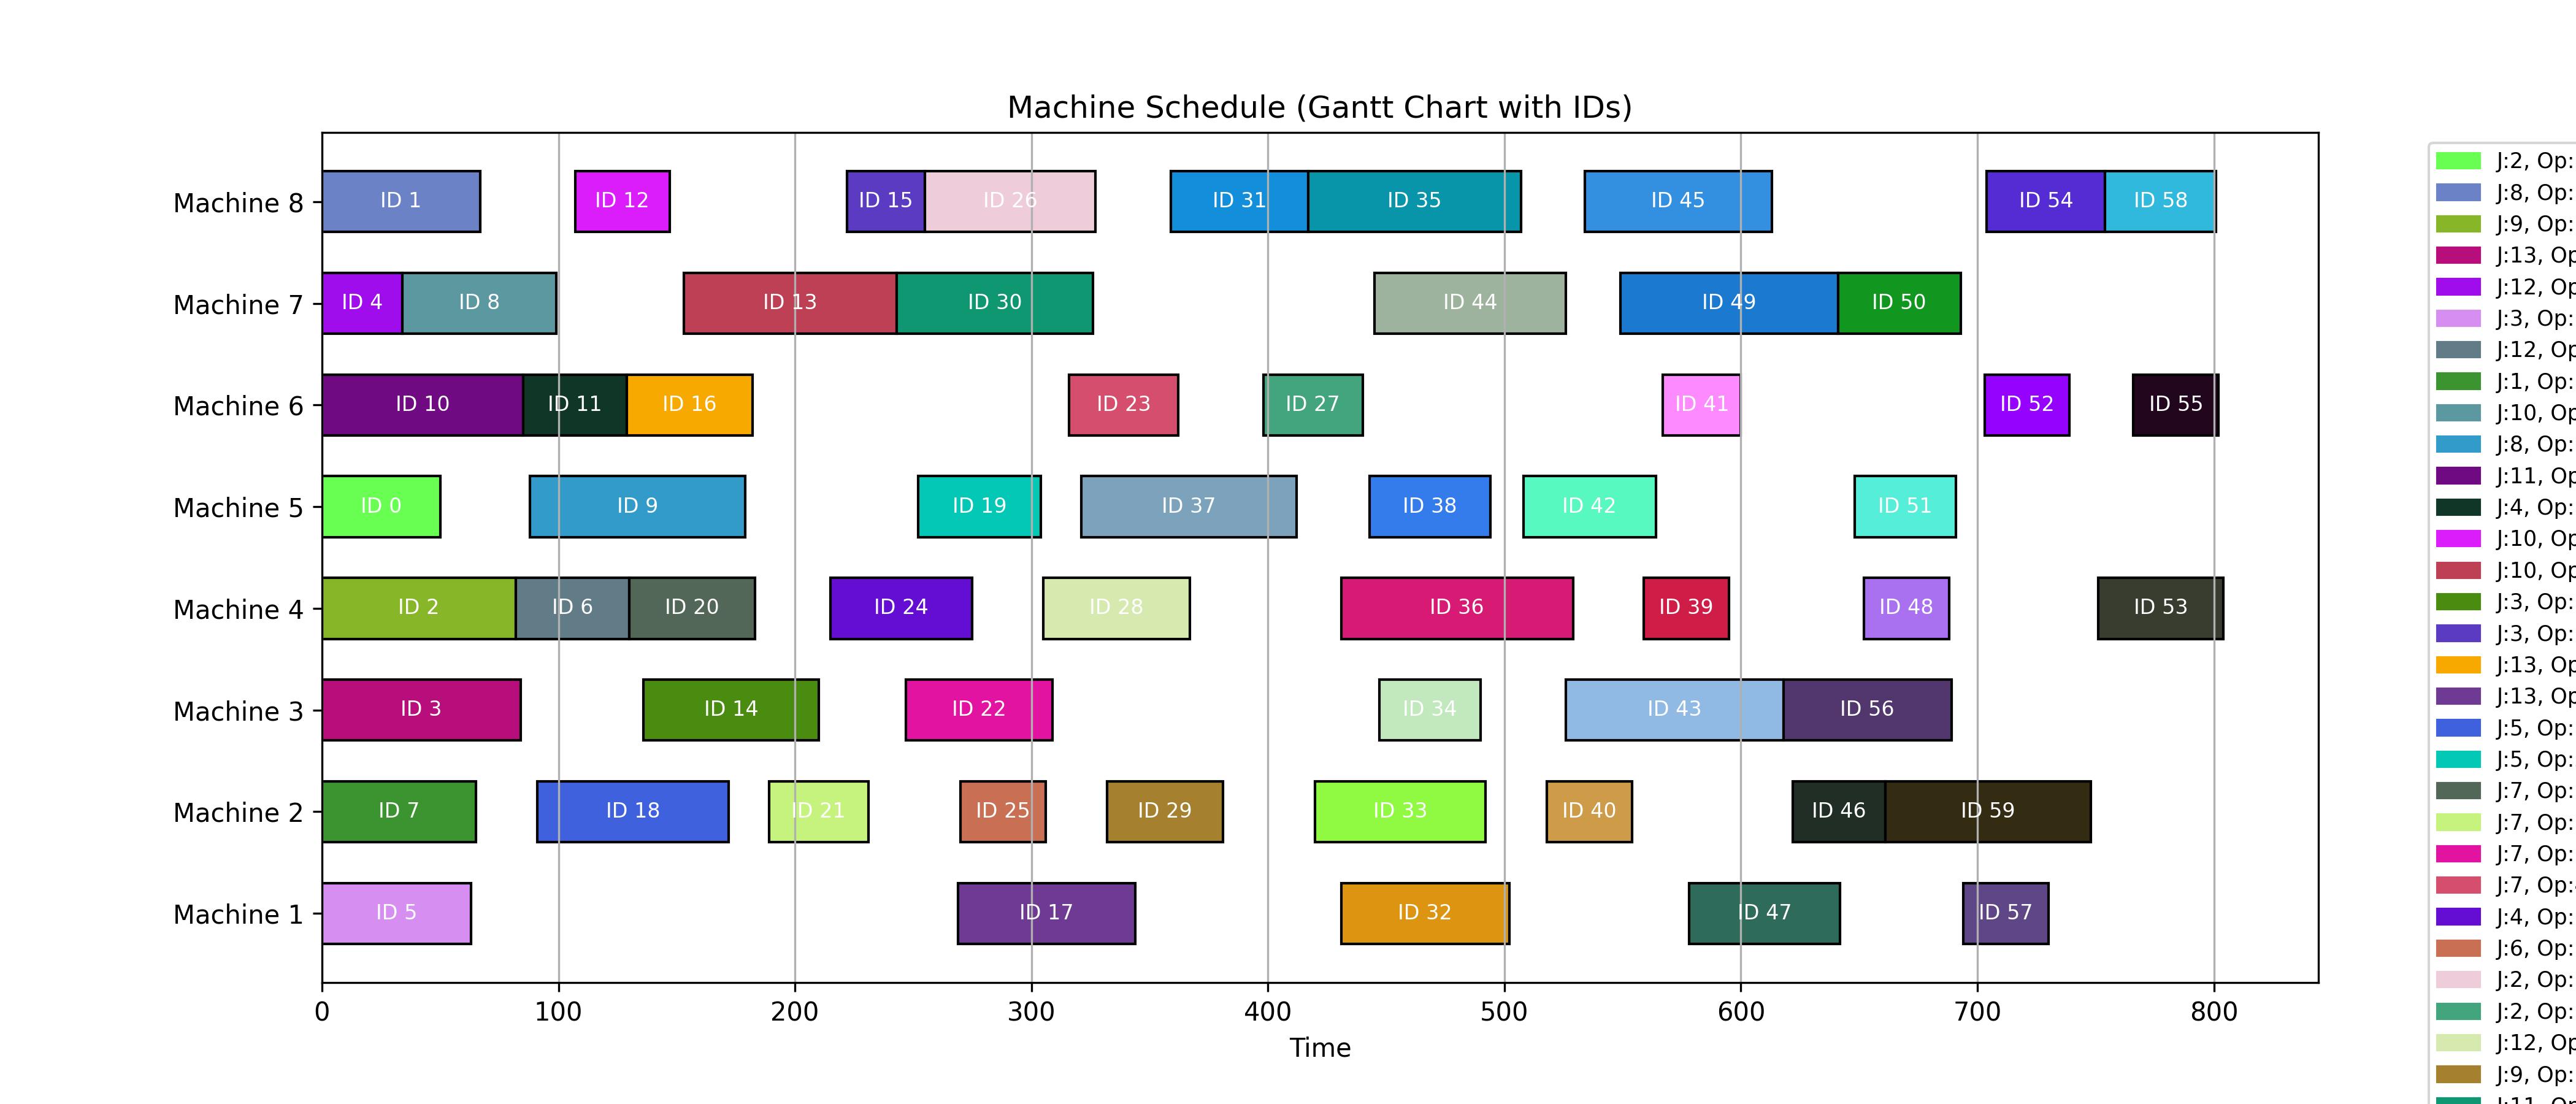 Machine Schedule (Gantt Chart with IDs)
Machine 8
ID 1
ID 12
ID 15
ID 26
ID 31
ID 35
ID 45
ID 54
ID 58
Machine 7
ID 4
ID 8
ID 13
ID 30
ID 44
ID 49
ID 50
Machine 6
ID 10
ID 11
ID 16
ID 23
ID 27
ID 41
ID 52
ID 55
Machine 5
ID 0
ID 9
ID 19
ID 37
ID 38
ID 42
ID 51
Machine 4
ID 2
ID 6
ID 20
ID 24
ID 28
ID 36
ID 39
ID 48
ID 53
Machine 3
ID 3
ID 14
ID 22
ID 34
ID 43
ID 56
Machine 2
ID 7
ID 18
ID 21
ID 25
ID 29
ID 33
ID 40
ID 46
ID 59
Machine 1
ID 5
ID 17
ID 32
ID 47
ID 57
0 100 200 300 400 500 600 700 800
Time
J:2, Op:
J:8, Op:
J:9, Op:
J:13, Op
J:12, Op
J:3, Op:
J:12, Op
J:1, Op:
J:10, Op
J:8, Op:
J:11, Op
J:4, Op:
J:10, Op
J:10, Op
J:3, Op:
J:3, Op:
J:13, Op
J:13, Op
J:5, Op:
J:5, Op:
J:7, Op:
J:7, Op:
J:7, Op:
J:7, Op:
J:4, Op:
J:6, Op:
J:2, Op:
J:2, Op:
J:12, Op
J:9, Op:
J:11, Op